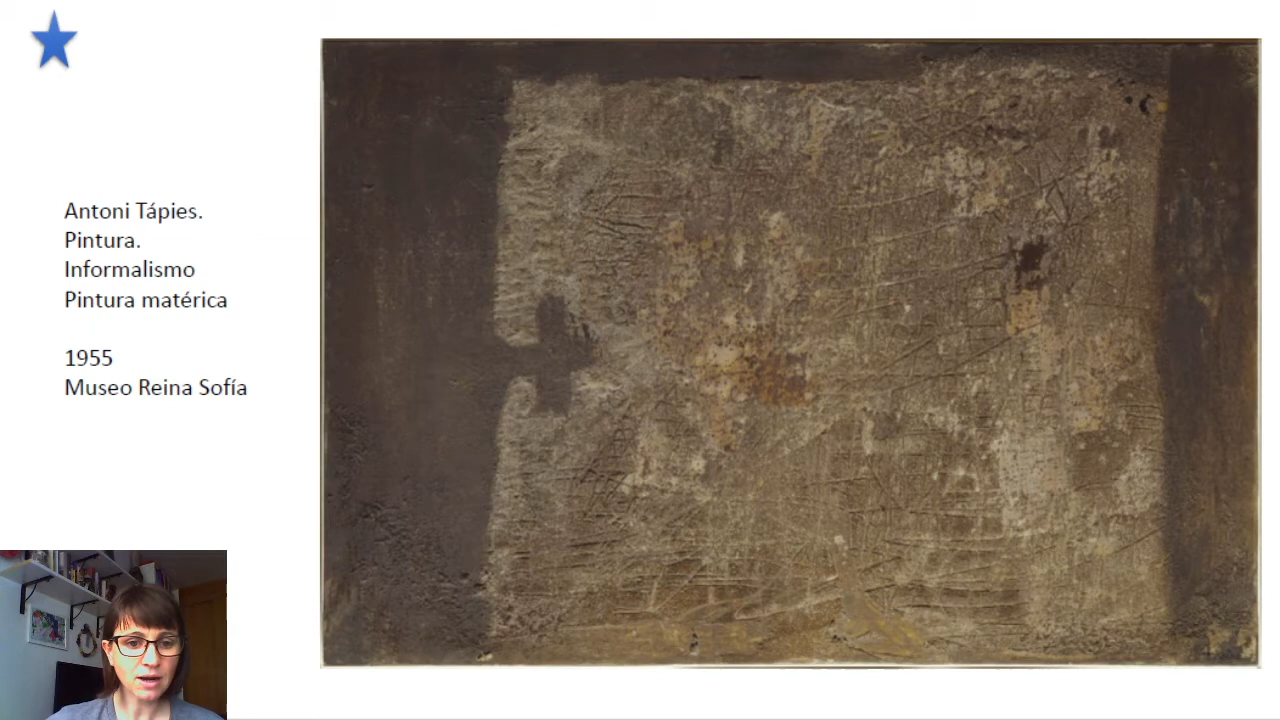 Antoni Tápies.
Pintura.
Informalismo
Pintura matérica
1955
Museo Reina Sofía